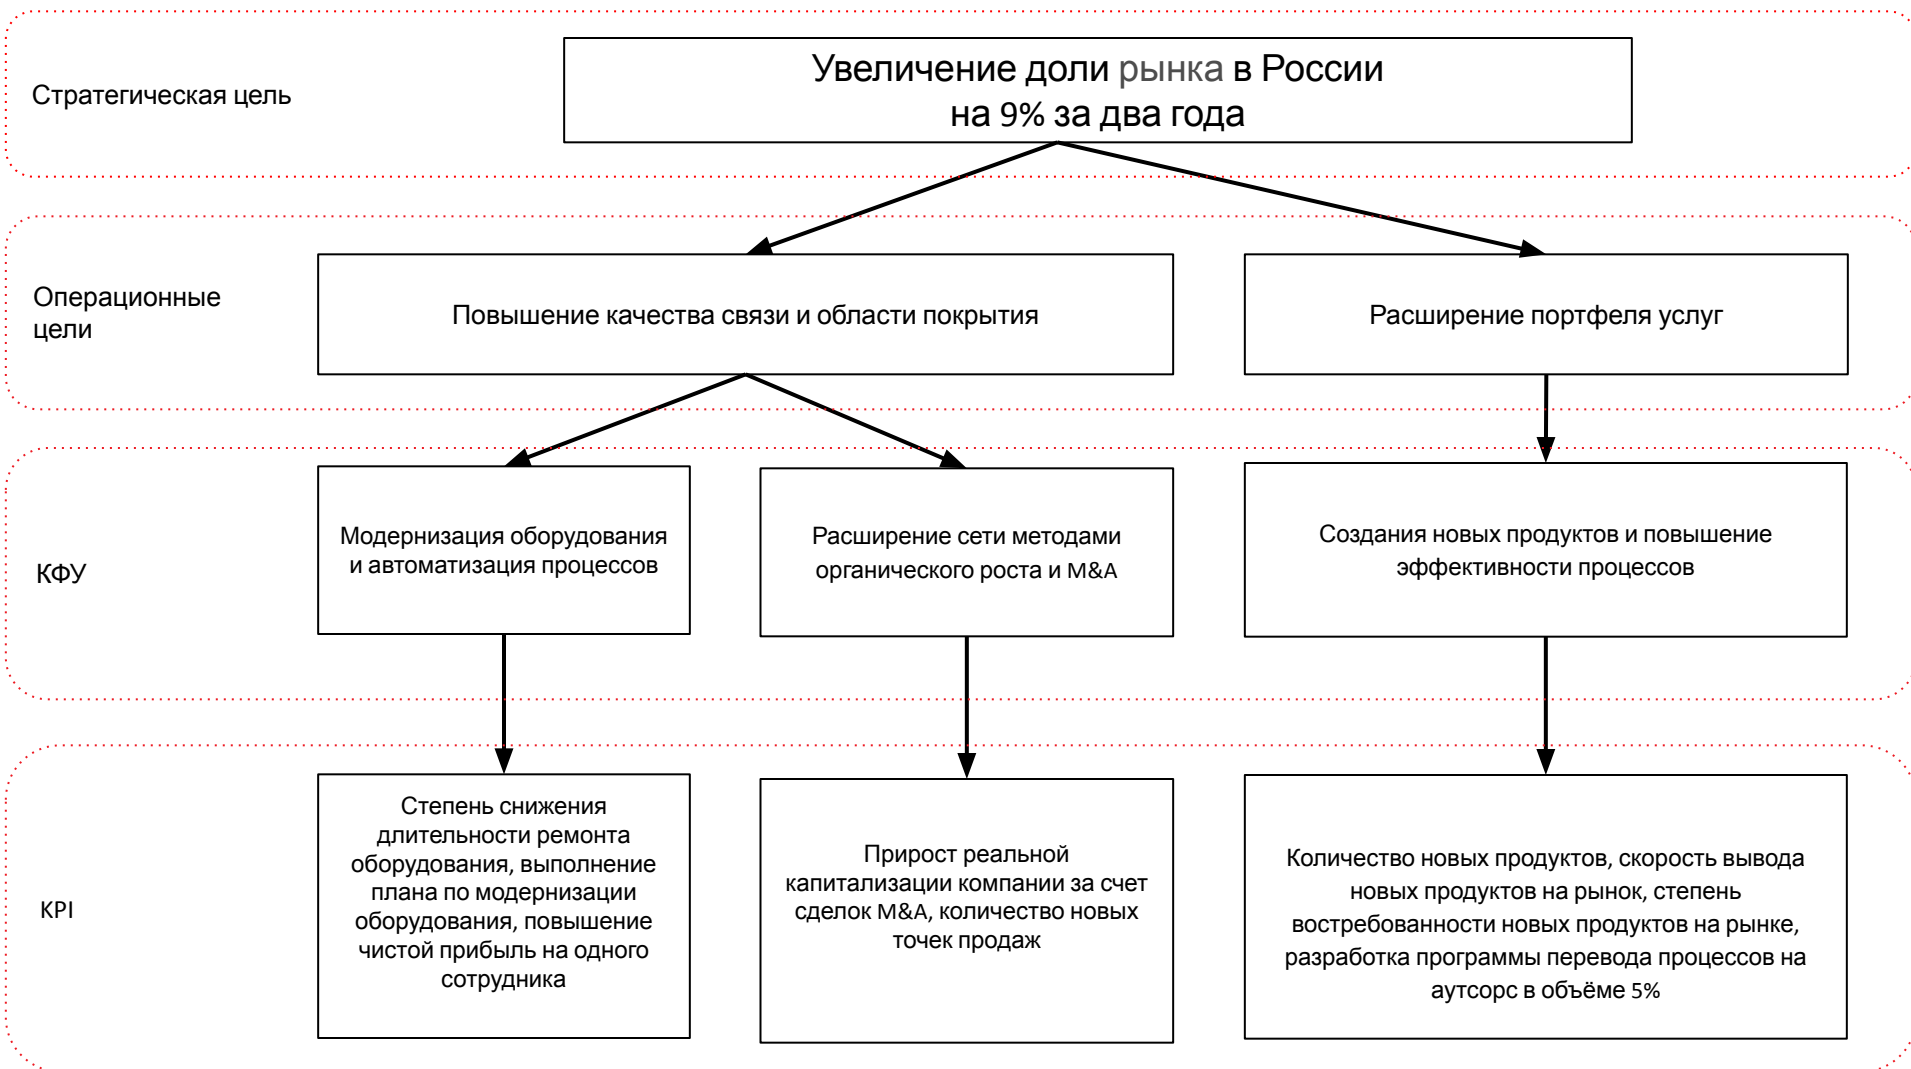 Стратегическая цель
Увеличение доли рынка в России
на 9% за два года
Операционные
цели
Повышение качества связи и области покрытия
Расширение портфеля услуг
КФУ
Модернизация оборудования
и автоматизация процессов
Расширение сети методами
органического роста и M&A
Создания новых продуктов и повышение
эффективности процессов
KPI
Степень снижения
длительности ремонта
оборудования, выполнение
плана по модернизации
оборудования, повышение
чистой прибыль на одного
сотрудника
Прирост реальной
капитализации компании за счет
сделок M&A, количество новых
точек продаж
Количество новых продуктов, скорость вывода
новых продуктов на рынок, степень
востребованности новых продуктов на рынке,
разработка программы перевода процессов на
аутсорс в объёме 5%